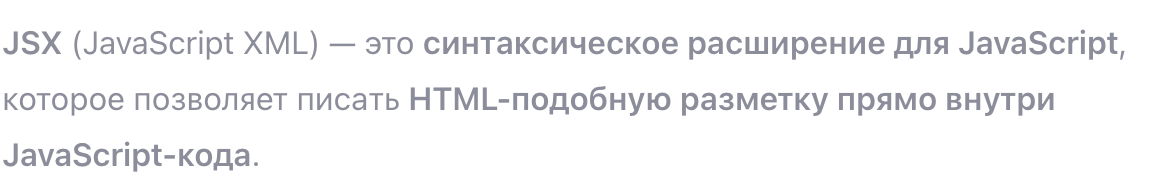 JSX (JavaScript XML) — это синтаксическое расширение для JavaScript,
которое позволяет писать HTML-подобную разметку прямо внутри
JavaScript-кода.